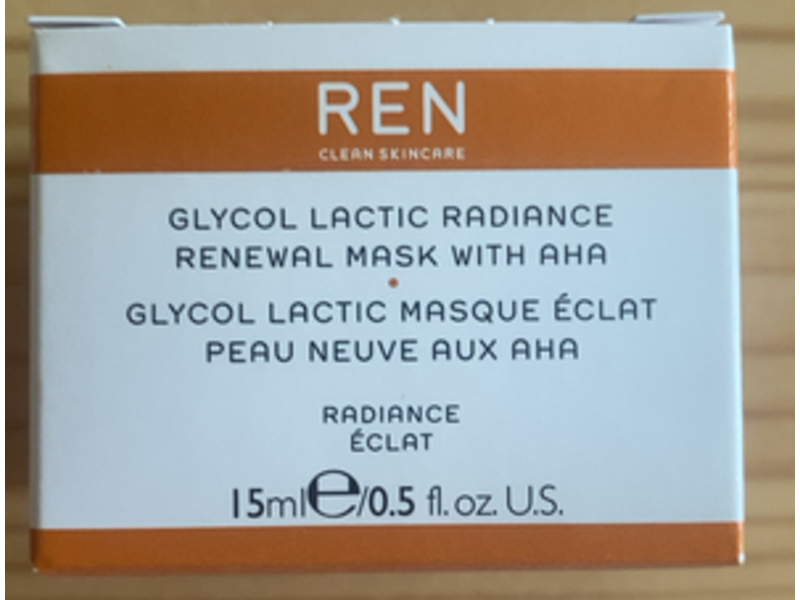 REN
CLEAN SKINCARE
GLYCOL LACTIC RADIANCE
RENEWAL MASK WITH AHA
GLYCOL LACTIC MASQUE ÉCLAT
PEAU NEUVE AUX AHA
RADIANCE
ÉCLAT
15ml℮/0.5 fl.oz. U.S.